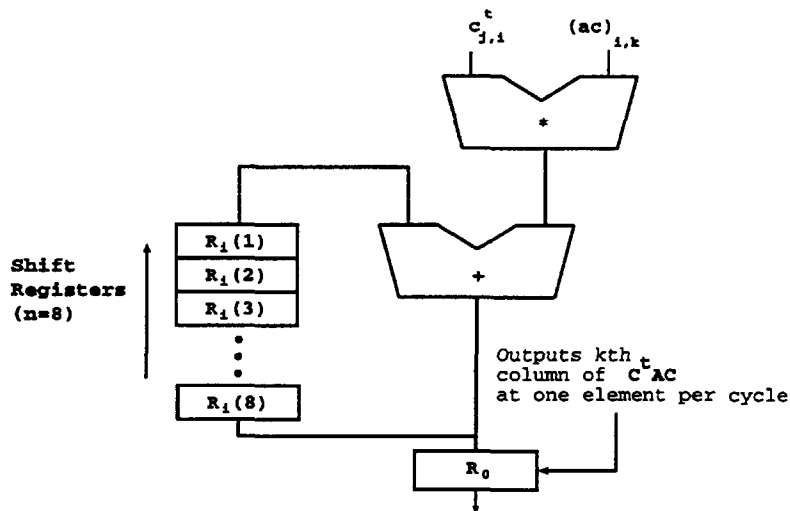 c^t_{j,i}
(ac)_{i,k}
*
R_i(1)
R_i(2)
R_i(3)
R_i(8)
+
Shift
Registers
(n=8)
Outputs kth
column of C^tAC
at one element per cycle
R_0